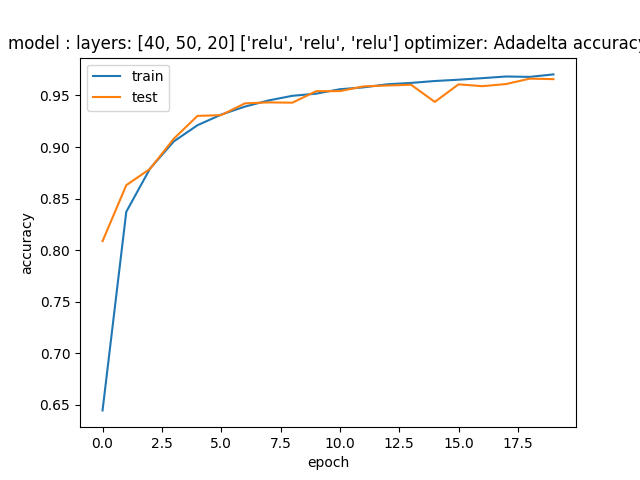 model : layers: [40, 50, 20] ['relu', 'relu', 'relu'] optimizer: Adadelta accuracy
train
test
0.95
0.90
0.85
0.80
0.75
0.70
0.65
accuracy
0.0 2.5 5.0 7.5 10.0 12.5 15.0 17.5
epoch